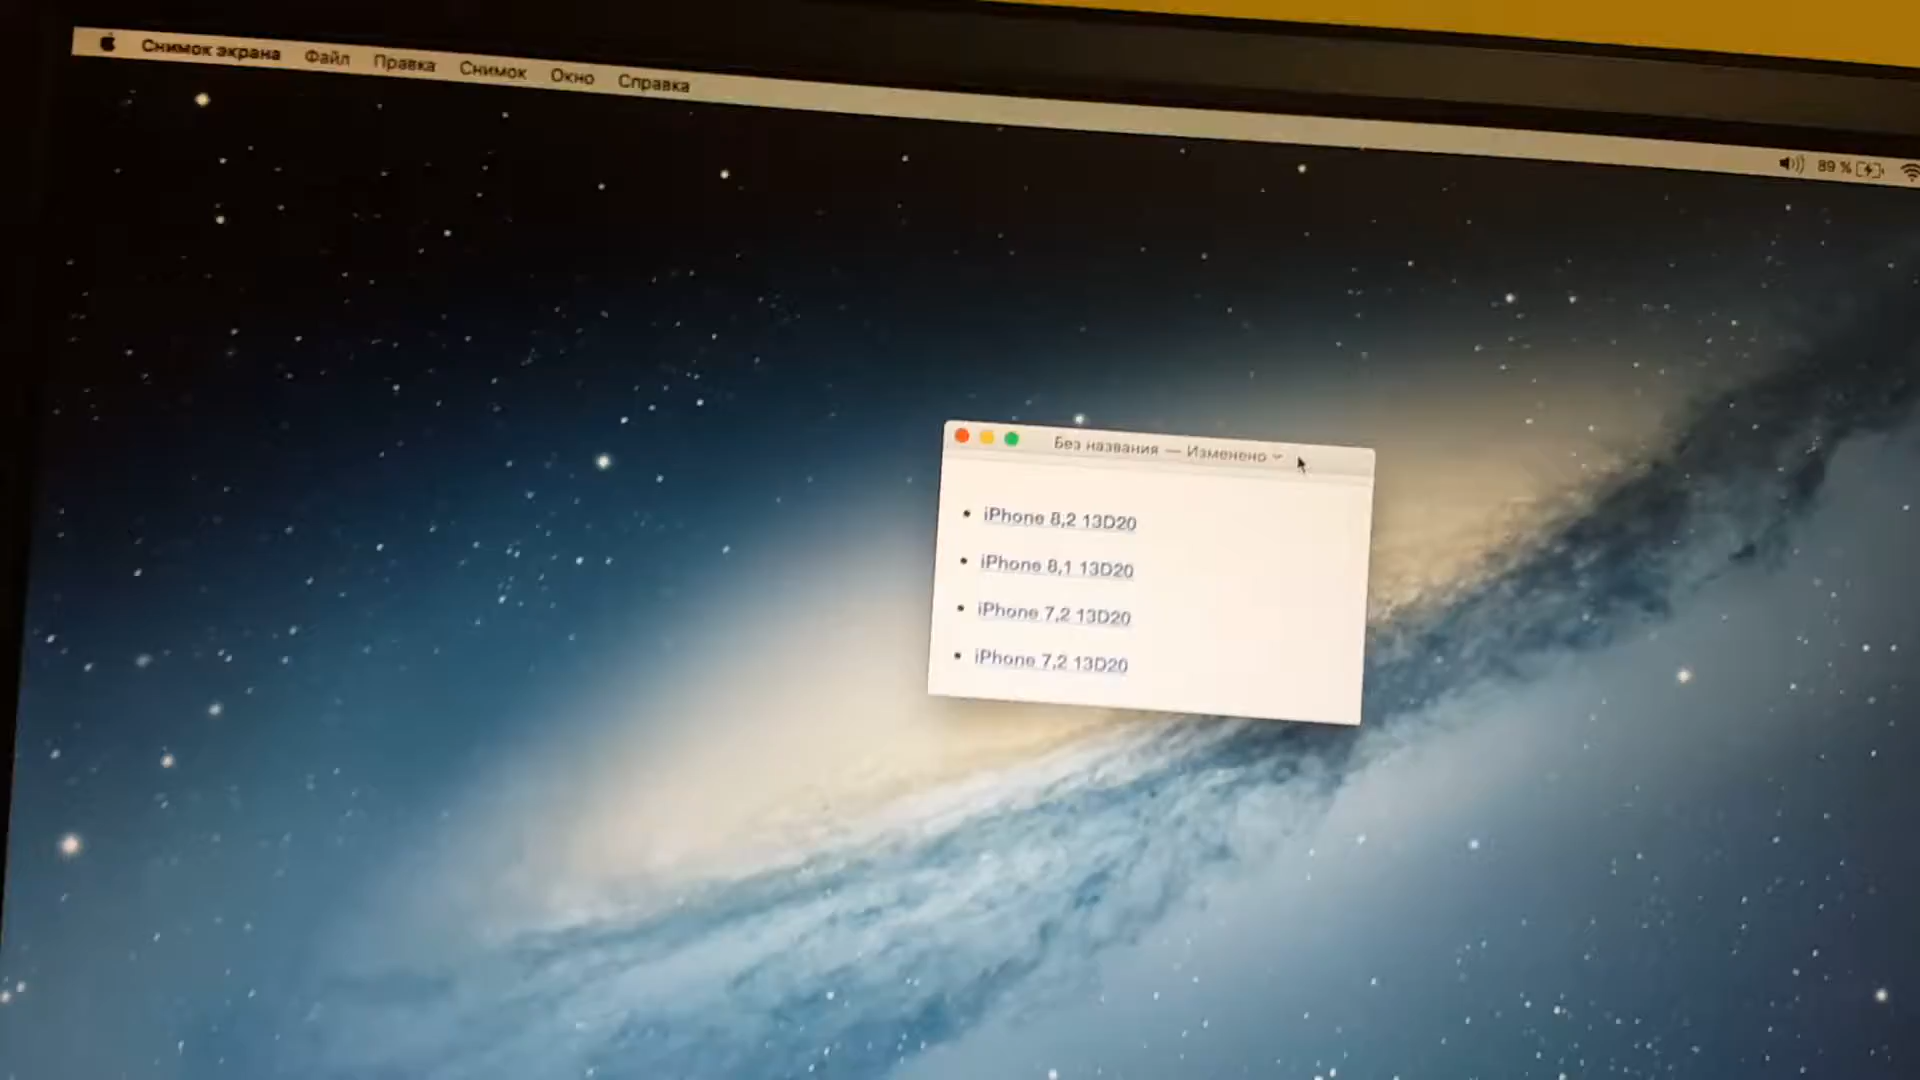 Снимок экрана Файл Правка Снимок Окно Справка
89 %
Без названия — Изменено
iPhone 8,2 13D20
iPhone 8,1 13D20
iPhone 7,2 13D20
iPhone 7,2 13D20